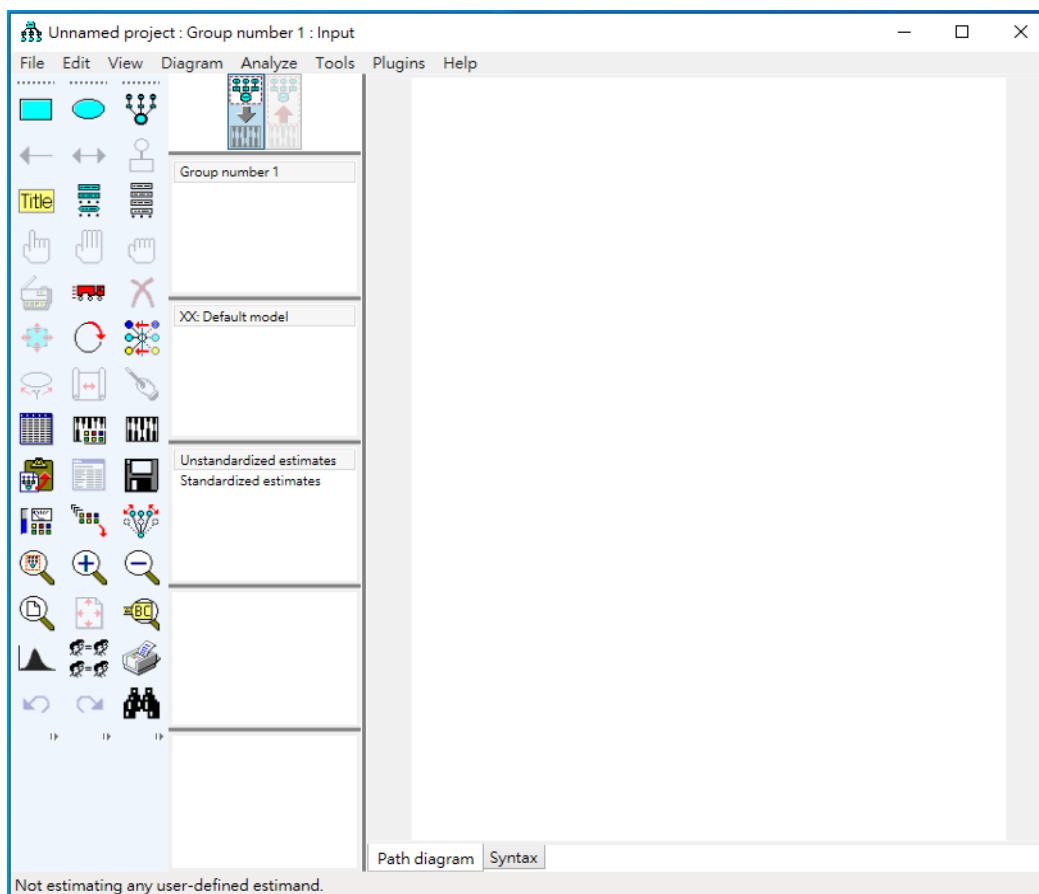 Unnamed project : Group number 1 : Input
File Edit View Diagram Analyze Tools Plugins Help
Title
Group number 1
XX: Default model
Unstandardized estimates
Standardized estimates
Path diagram Syntax
Not estimating any user-defined estimand.